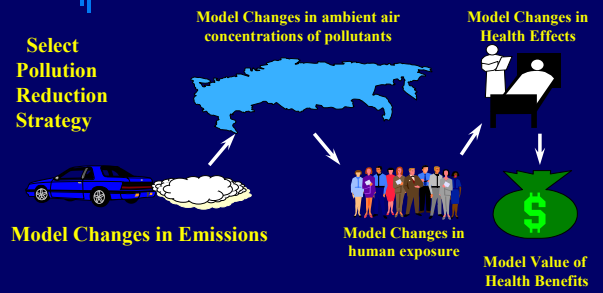 Select
Pollution
Reduction
Strategy
Model Changes in Emissions
Model Changes in ambient air
concentrations of pollutants
Model Changes in
human exposure
Model Changes in
Health Effects
$
Model Value of
Health Benefits